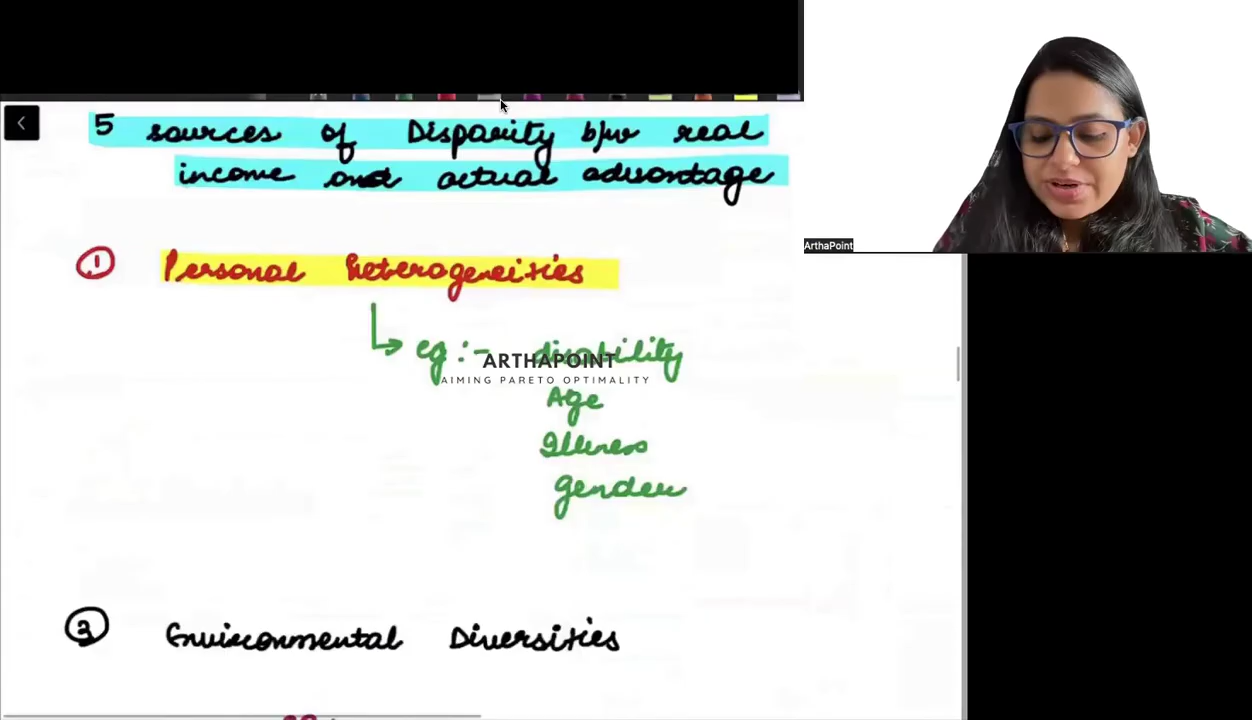 5 sources of Disparity b/w real
income and actual advantage
1 Personal heterogeneities
eg :- disability
ARTHAPOINT
AIMING PARETO OPTIMALITY
Age
Illness
gender
2 Environmental Diversities
ArthaPoint